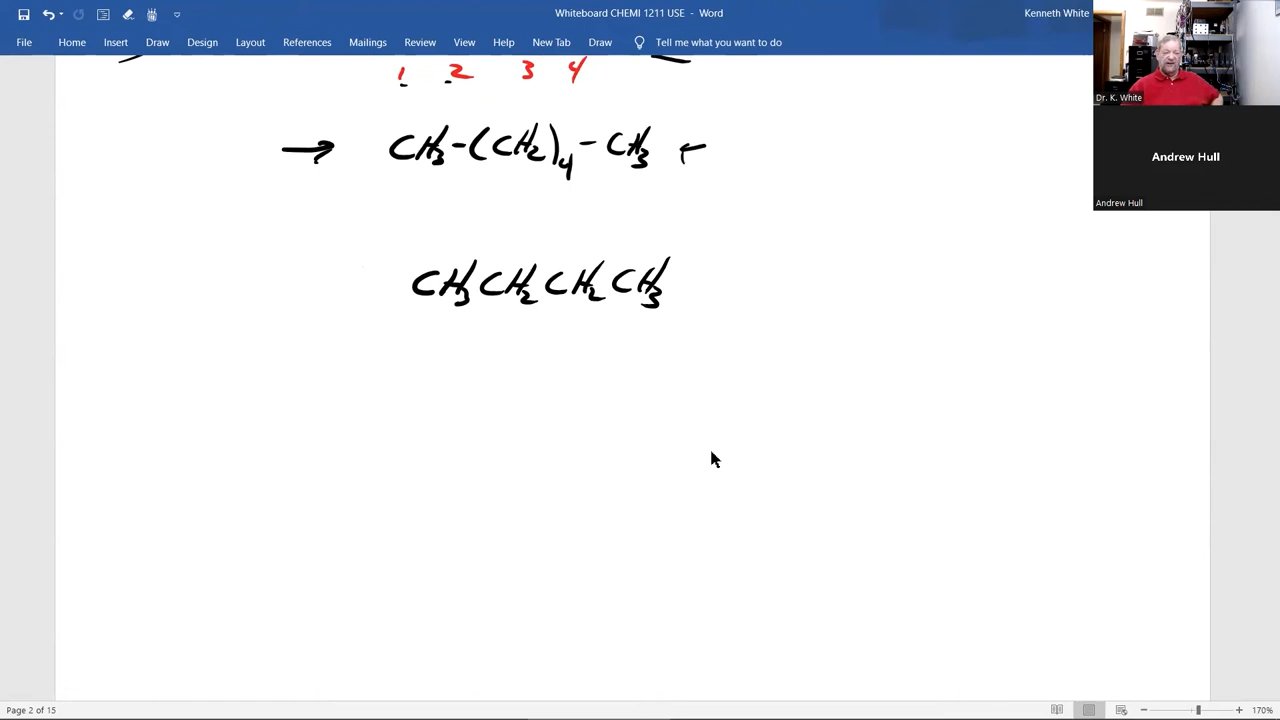 Whiteboard CHEMI 1211 USE - Word
Kenneth White
File Home Insert Draw Design Layout References Mailings Review View Help New Tab Draw Tell me what you want to do
Dr. K. White
1 2 3 4
CH3-(CH2)4-CH3
Andrew Hull
Andrew Hull
CH3CH2CH2CH3
Page 2 of 15
170%